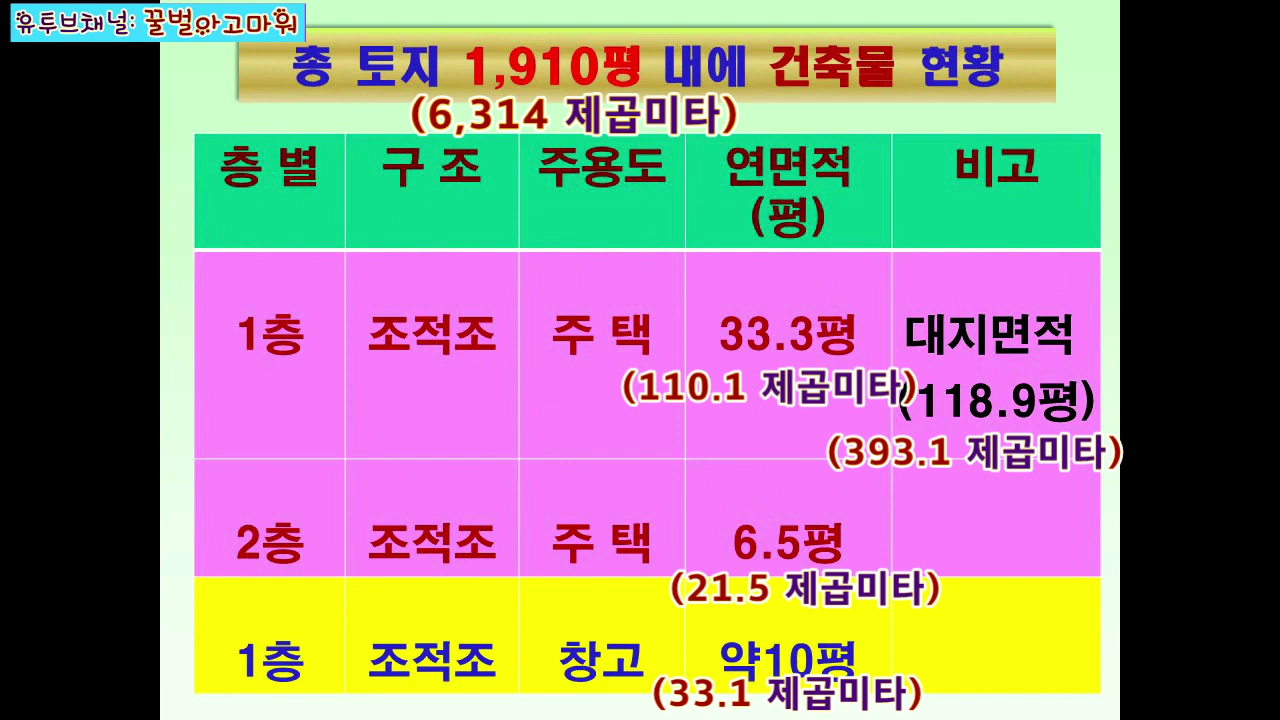 유투브채널: 꿀벌아고마워
총 토지 1,910평 내에 건축물 현황
(6,314 제곱미타)
층 별 구 조 주용도 연면적 비고
(평)
1층 조적조 주 택 33.3평 대지면적
(110.1 제곱미타) (118.9평)
(393.1 제곱미타)
2층 조적조 주 택 6.5평
(21.5 제곱미타)
1층 조적조 창고 약10평
(33.1 제곱미타)